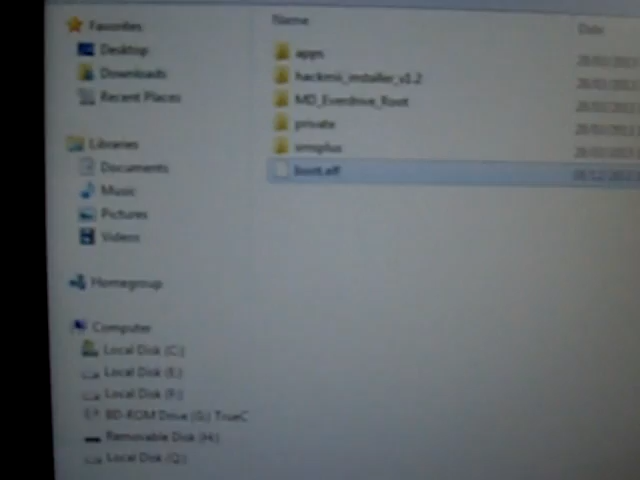 Favorites
Desktop
Downloads
Recent Places
Libraries
Documents
Music
Pictures
Videos
Homegroup
Computer
Local Disk (C:)
Local Disk (E:)
Local Disk (F:)
BD-ROM Drive (G:) TrueC
Removable Disk (H:)
Local Disk (Q:)
Name
Date
apps
hackmii_installer_v1.2
MD_Everdrive_Root
private
smsplus
boot.elf